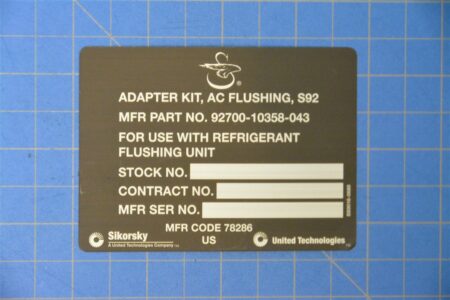 ®
ADAPTER KIT, AC FLUSHING, S92
MFR PART NO. 92700-10358-043
FOR USE WITH REFRIGERANT
FLUSHING UNIT
STOCK NO.
CONTRACT NO.
MFR SER NO.
MFR CODE 78286
US
Sikorsky
A United Technologies Company
United Technologies